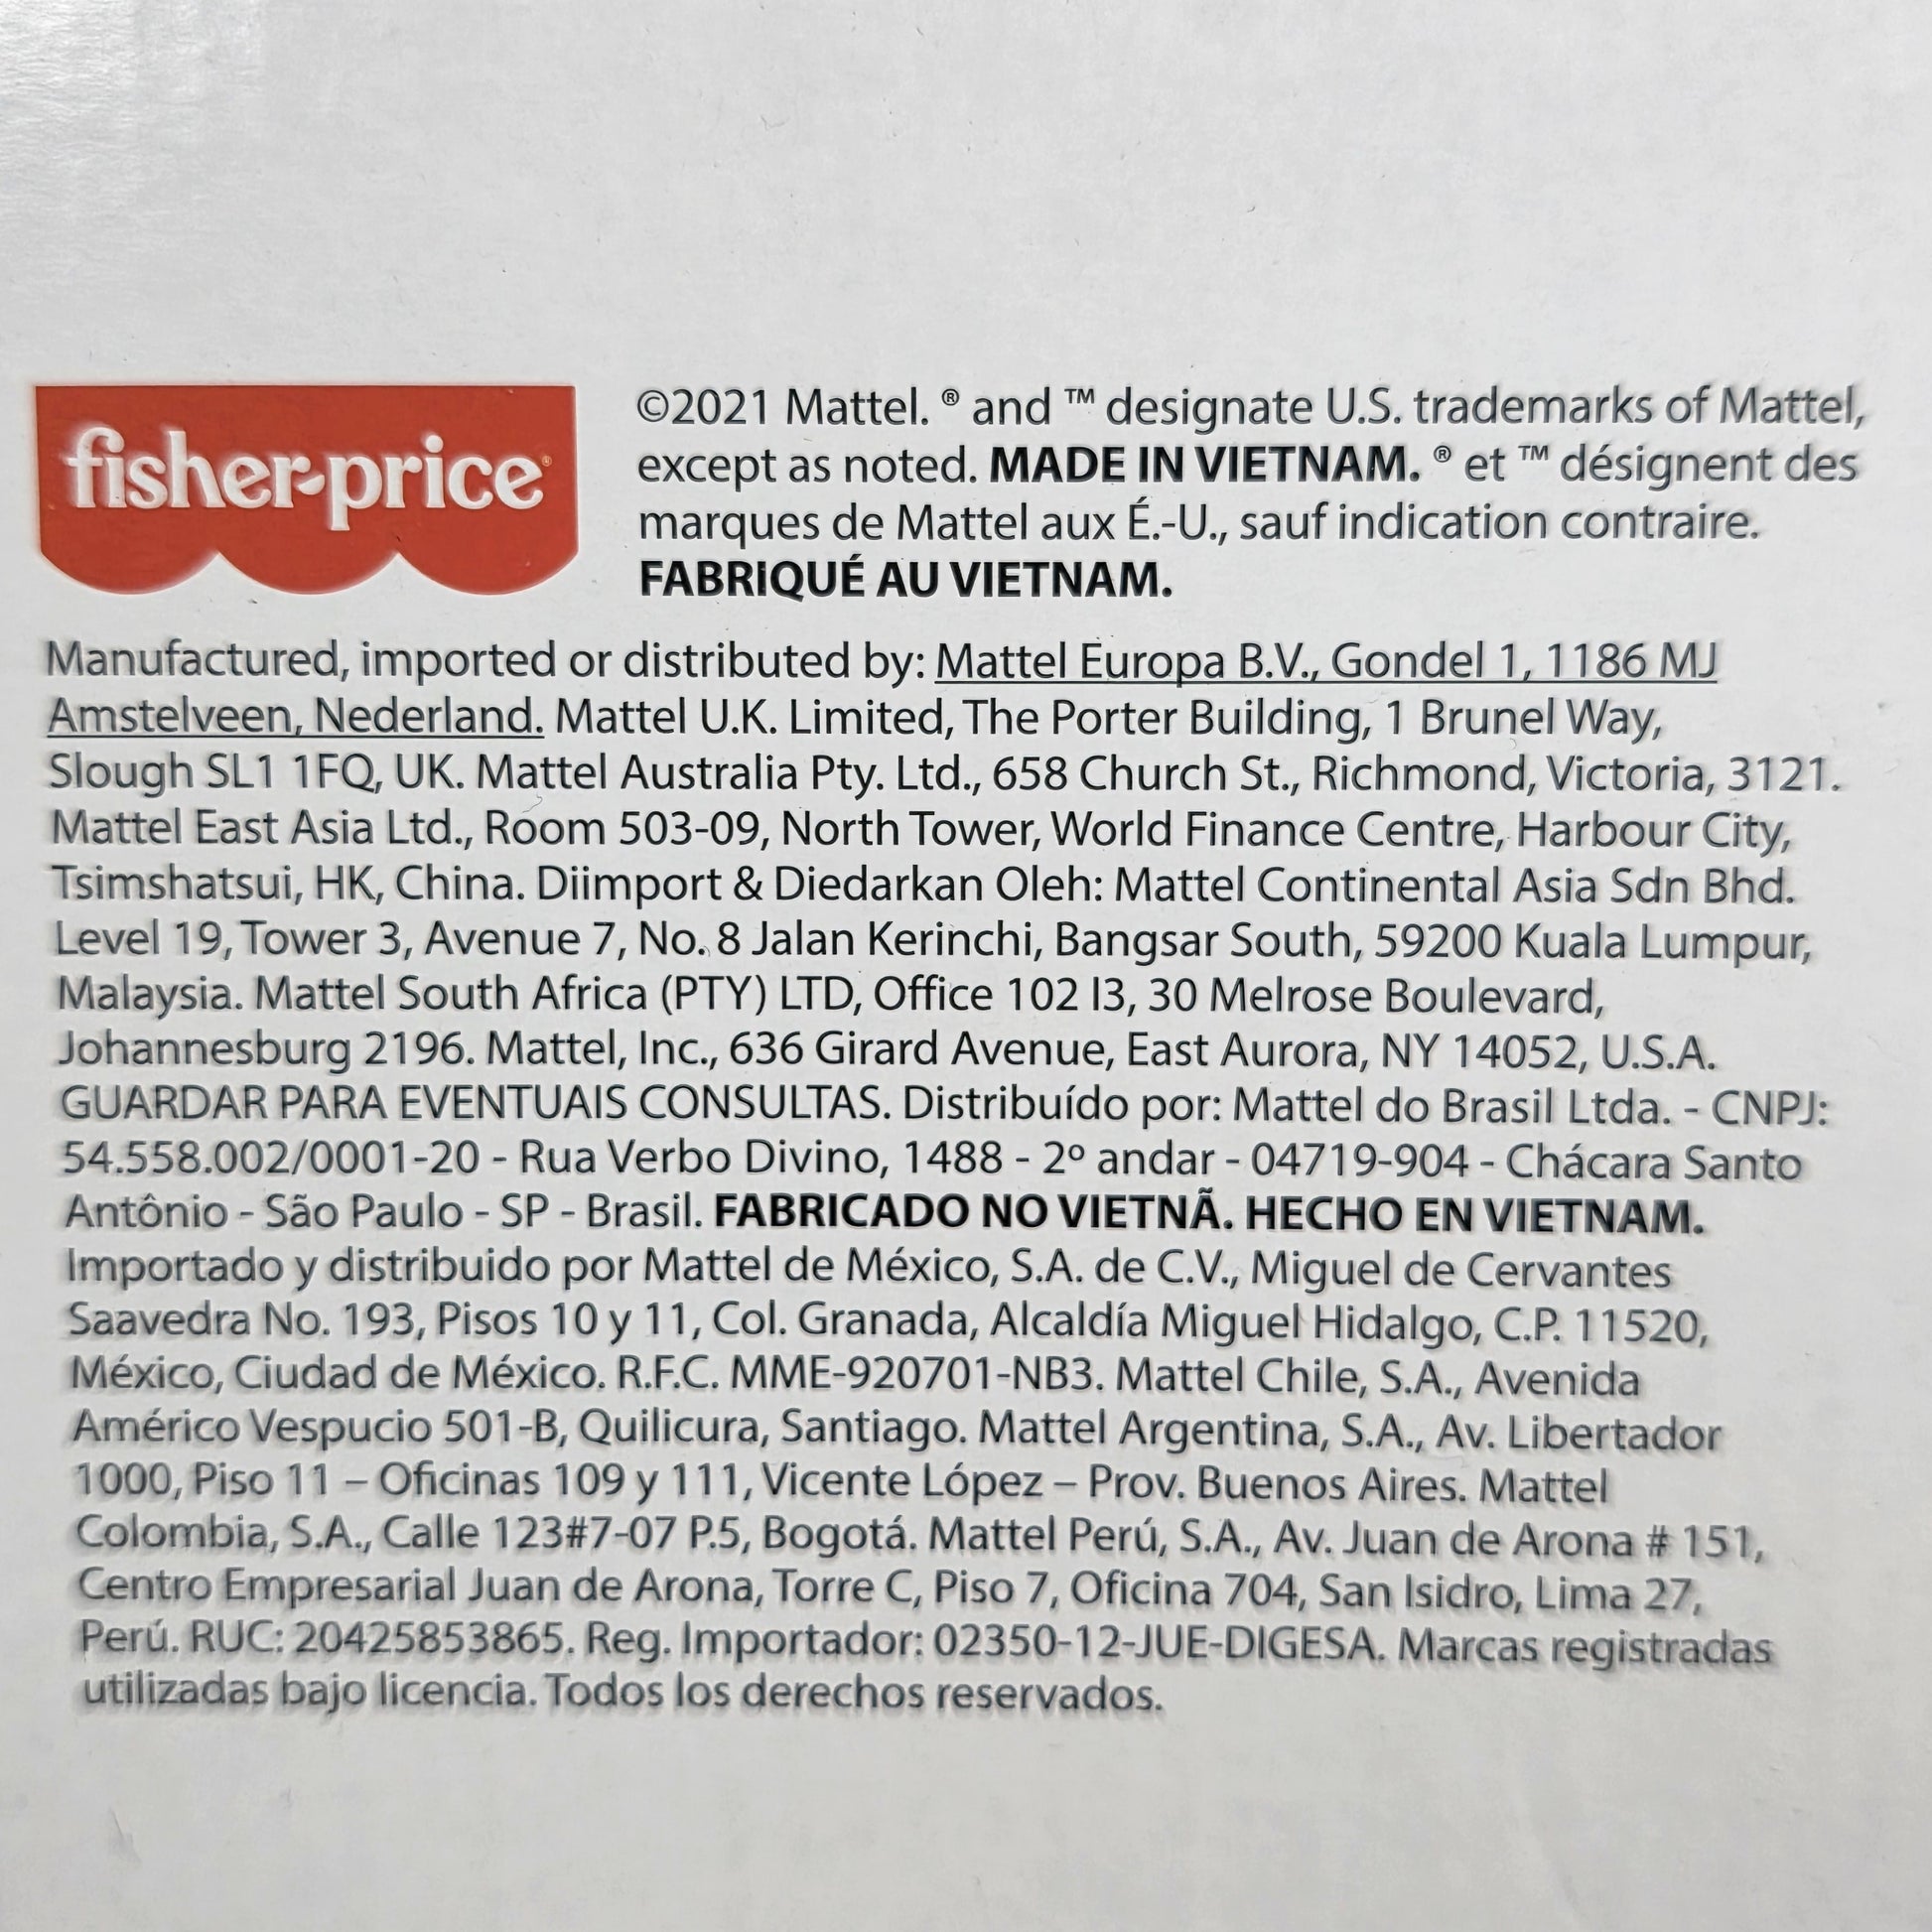 fisher-price®
©2021 Mattel. ® and ™ designate U.S. trademarks of Mattel,
except as noted. MADE IN VIETNAM. ® et ™ désignent des
marques de Mattel aux É.-U., sauf indication contraire.
FABRIQUÉ AU VIETNAM.
Manufactured, imported or distributed by: Mattel Europa B.V., Gondel 1, 1186 MJ
Amstelveen, Nederland. Mattel U.K. Limited, The Porter Building, 1 Brunel Way,
Slough SL1 1FQ, UK. Mattel Australia Pty. Ltd., 658 Church St., Richmond, Victoria, 3121.
Mattel East Asia Ltd., Room 503-09, North Tower, World Finance Centre, Harbour City,
Tsimshatsui, HK, China. Diimport & Diedarkan Oleh: Mattel Continental Asia Sdn Bhd.
Level 19, Tower 3, Avenue 7, No. 8 Jalan Kerinchi, Bangsar South, 59200 Kuala Lumpur,
Malaysia. Mattel South Africa (PTY) LTD, Office 102 I3, 30 Melrose Boulevard,
Johannesburg 2196. Mattel, Inc., 636 Girard Avenue, East Aurora, NY 14052, U.S.A.
GUARDAR PARA EVENTUAIS CONSULTAS. Distribuído por: Mattel do Brasil Ltda. - CNPJ:
54.558.002/0001-20 - Rua Verbo Divino, 1488 - 2º andar - 04719-904 - Chácara Santo
Antônio - São Paulo - SP - Brasil. FABRICADO NO VIETNÃ. HECHO EN VIETNAM.
Importado y distribuido por Mattel de México, S.A. de C.V., Miguel de Cervantes
Saavedra No. 193, Pisos 10 y 11, Col. Granada, Alcaldía Miguel Hidalgo, C.P. 11520,
México, Ciudad de México. R.F.C. MME-920701-NB3. Mattel Chile, S.A., Avenida
Américo Vespucio 501-B, Quilicura, Santiago. Mattel Argentina, S.A., Av. Libertador
1000, Piso 11 – Oficinas 109 y 111, Vicente López – Prov. Buenos Aires. Mattel
Colombia, S.A., Calle 123#7-07 P.5, Bogotá. Mattel Perú, S.A., Av. Juan de Arona # 151,
Centro Empresarial Juan de Arona, Torre C, Piso 7, Oficina 704, San Isidro, Lima 27,
Perú. RUC: 20425853865. Reg. Importador: 02350-12-JUE-DIGESA. Marcas registradas
utilizadas bajo licencia. Todos los derechos reservados.